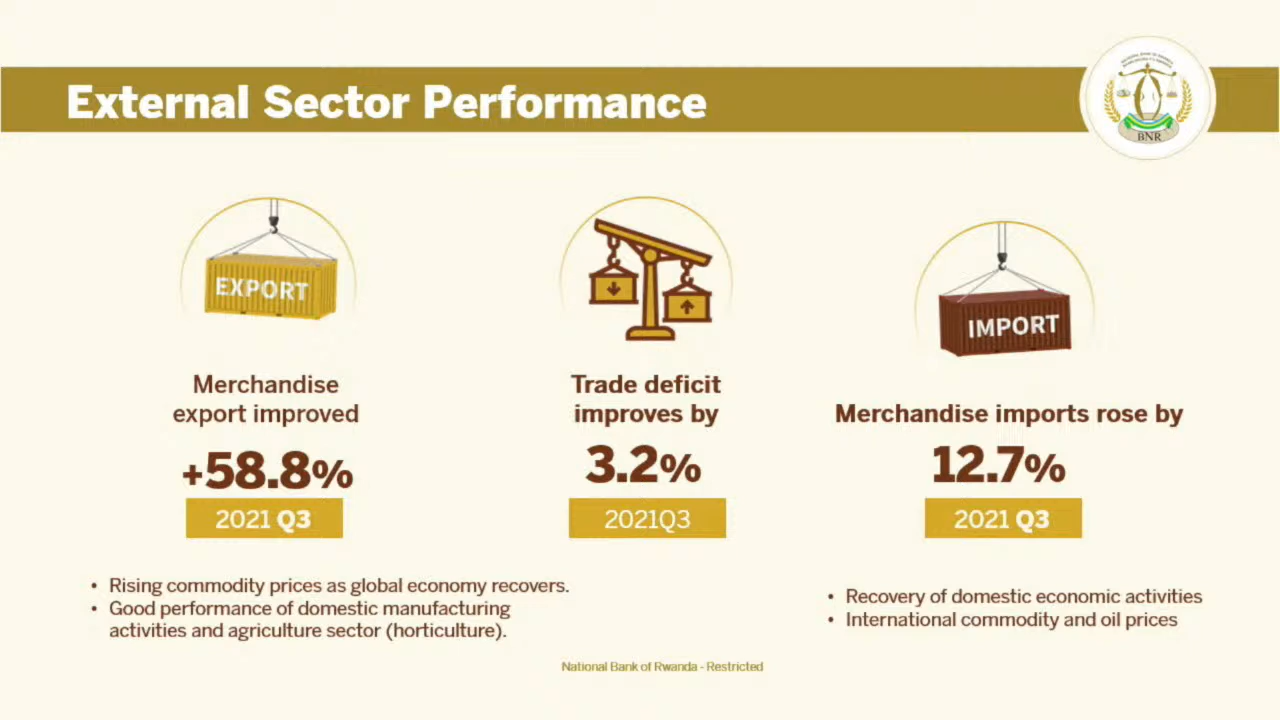 External Sector Performance
BNR
EXPORT
IMPORT
Merchandise
export improved
+58.8%
2021 Q3
Trade deficit
improves by
3.2%
2021Q3
Merchandise imports rose by
12.7%
2021 Q3
• Rising commodity prices as global economy recovers.
• Good performance of domestic manufacturing
activities and agriculture sector (horticulture).
• Recovery of domestic economic activities
• International commodity and oil prices
National Bank of Rwanda - Restricted